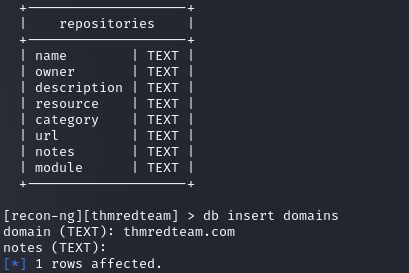 +--------------------+
|    repositories    |
+--------------------+
| name        | TEXT |
| owner       | TEXT |
| description | TEXT |
| resource    | TEXT |
| category    | TEXT |
| url         | TEXT |
| notes       | TEXT |
| module      | TEXT |
+--------------------+
[recon-ng][thmredteam] > db insert domains
domain (TEXT): thmredteam.com
notes (TEXT):
[*] 1 rows affected.